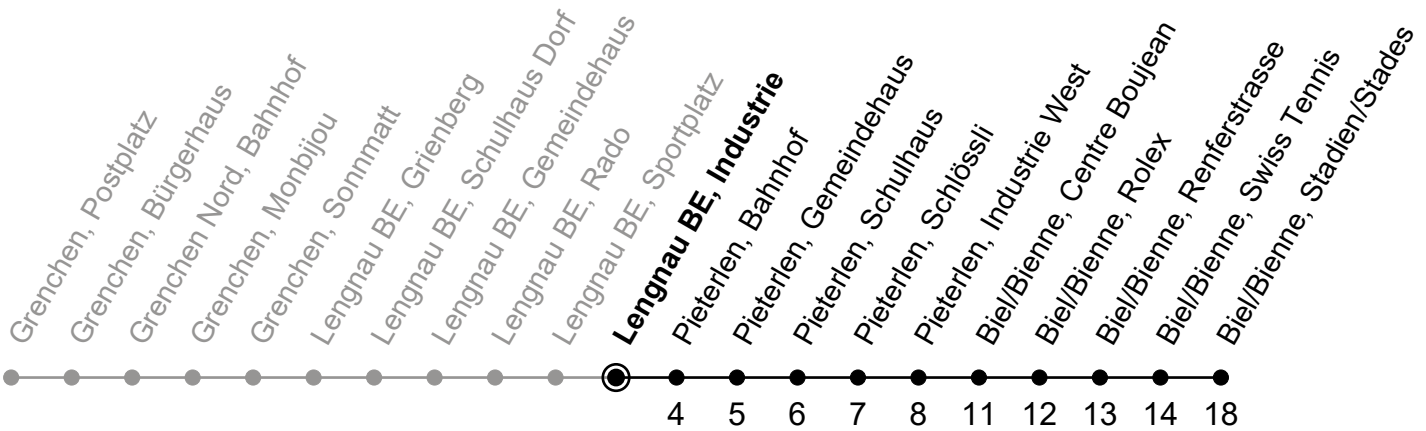 Grenchen, Postplatz
Grenchen, Bürgerhaus
Grenchen Nord, Bahnhof
Grenchen, Monbijou
Grenchen, Sonnmatt
Lengnau BE, Grienberg
Lengnau BE, Schulhaus Dorf
Lengnau BE, Gemeindehaus
Lengnau BE, Rado
Lengnau BE, Sportplatz
Lengnau BE, Industrie
Pieterlen, Bahnhof
Pieterlen, Gemeindehaus
Pieterlen, Schulhaus
Pieterlen, Schlössli
Pieterlen, Industrie West
Biel/Bienne, Centre Boujean
Biel/Bienne, Rolex
Biel/Bienne, Renferstrasse
Biel/Bienne, Swiss Tennis
Biel/Bienne, Stadien/Stades
4 5 6 7 8 11 12 13 14 18